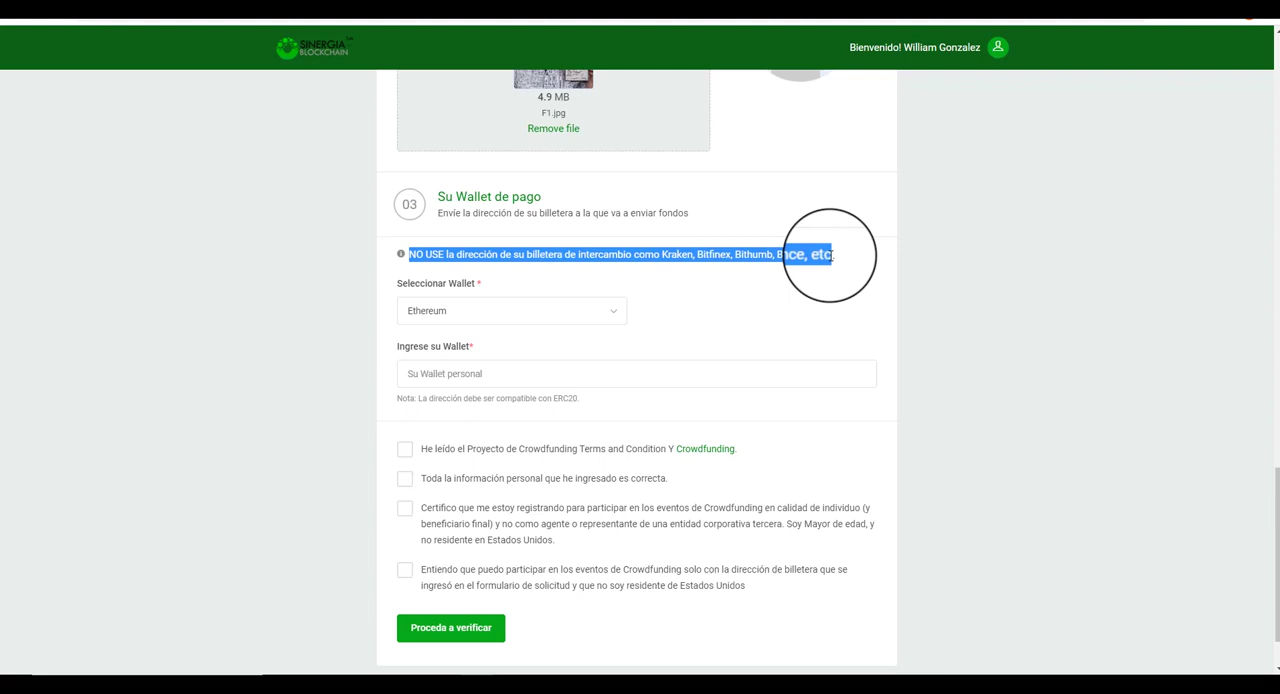 SINERGIA
BLOCKCHAIN
Bienvenido! William Gonzalez
4.9 MB
F1.jpg
Remove file
03
Su Wallet de pago
Envíe la dirección de su billetera a la que va a enviar fondos
NO USE la dirección de su billetera de intercambio como Kraken, Bitfinex, Bithumb, etc.
Seleccionar Wallet *
Ethereum
Ingrese su Wallet*
Su Wallet personal
Nota: La dirección debe ser compatible con ERC20.
He leído el Proyecto de Crowdfunding Terms and Condition Y Crowdfunding.
Toda la información personal que he ingresado es correcta.
Certifico que me estoy registrando para participar en los eventos de Crowdfunding en calidad de individuo (y
beneficiario final) y no como agente o representante de una entidad corporativa tercera. Soy Mayor de edad, y
no residente en Estados Unidos.
Entiendo que puedo participar en los eventos de Crowdfunding solo con la dirección de billetera que se
ingresó en el formulario de solicitud y que no soy residente de Estados Unidos
Proceda a verificar